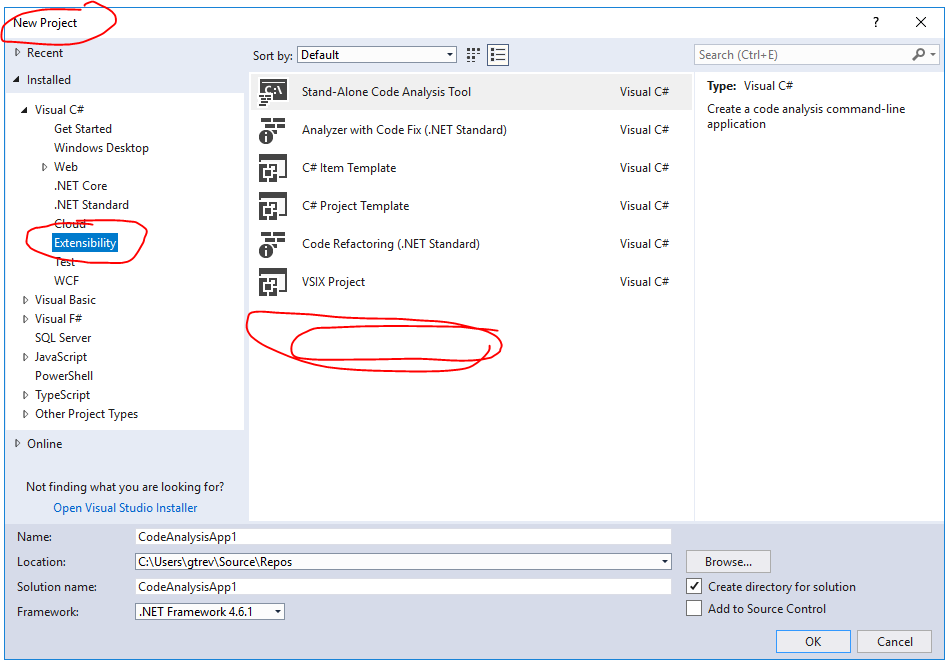 New Project
?
Recent
Sort by: Default
Search (Ctrl+E)
Installed
Visual C#
Get Started
Windows Desktop
Web
.NET Core
.NET Standard
Cloud
Extensibility
Test
WCF
Visual Basic
Visual F#
SQL Server
JavaScript
PowerShell
TypeScript
Other Project Types
Online
Not finding what you are looking for?
Open Visual Studio Installer
C:\
Stand-Alone Code Analysis Tool Visual C#
Analyzer with Code Fix (.NET Standard) Visual C#
C# Item Template Visual C#
C# Project Template Visual C#
Code Refactoring (.NET Standard) Visual C#
VSIX Project Visual C#
Type: Visual C#
Create a code analysis command-line
application
Name: CodeAnalysisApp1
Location: C:\Users\gtrev\Source\Repos
Browse...
Solution name: CodeAnalysisApp1
Create directory for solution
Framework: .NET Framework 4.6.1
Add to Source Control
OK Cancel